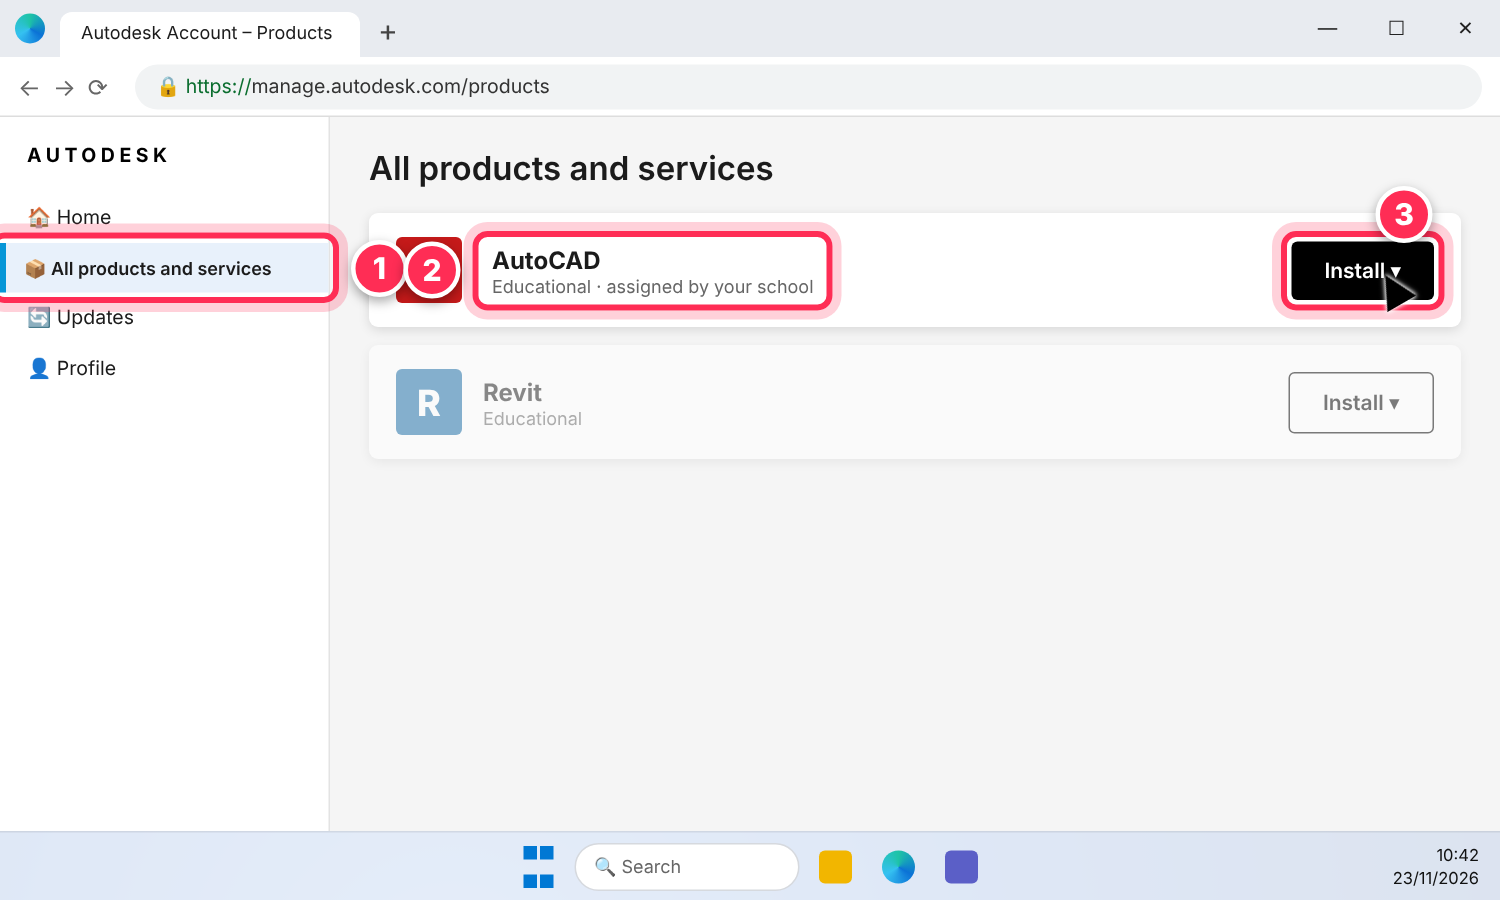 Autodesk Account – Products
https://manage.autodesk.com/products
AUTODESK
Home
All products and services
Updates
Profile
All products and services
1
2
AutoCAD
Educational · assigned by your school
3
Install ▾
R
Revit
Educational
Install ▾
Search
10:42
23/11/2026